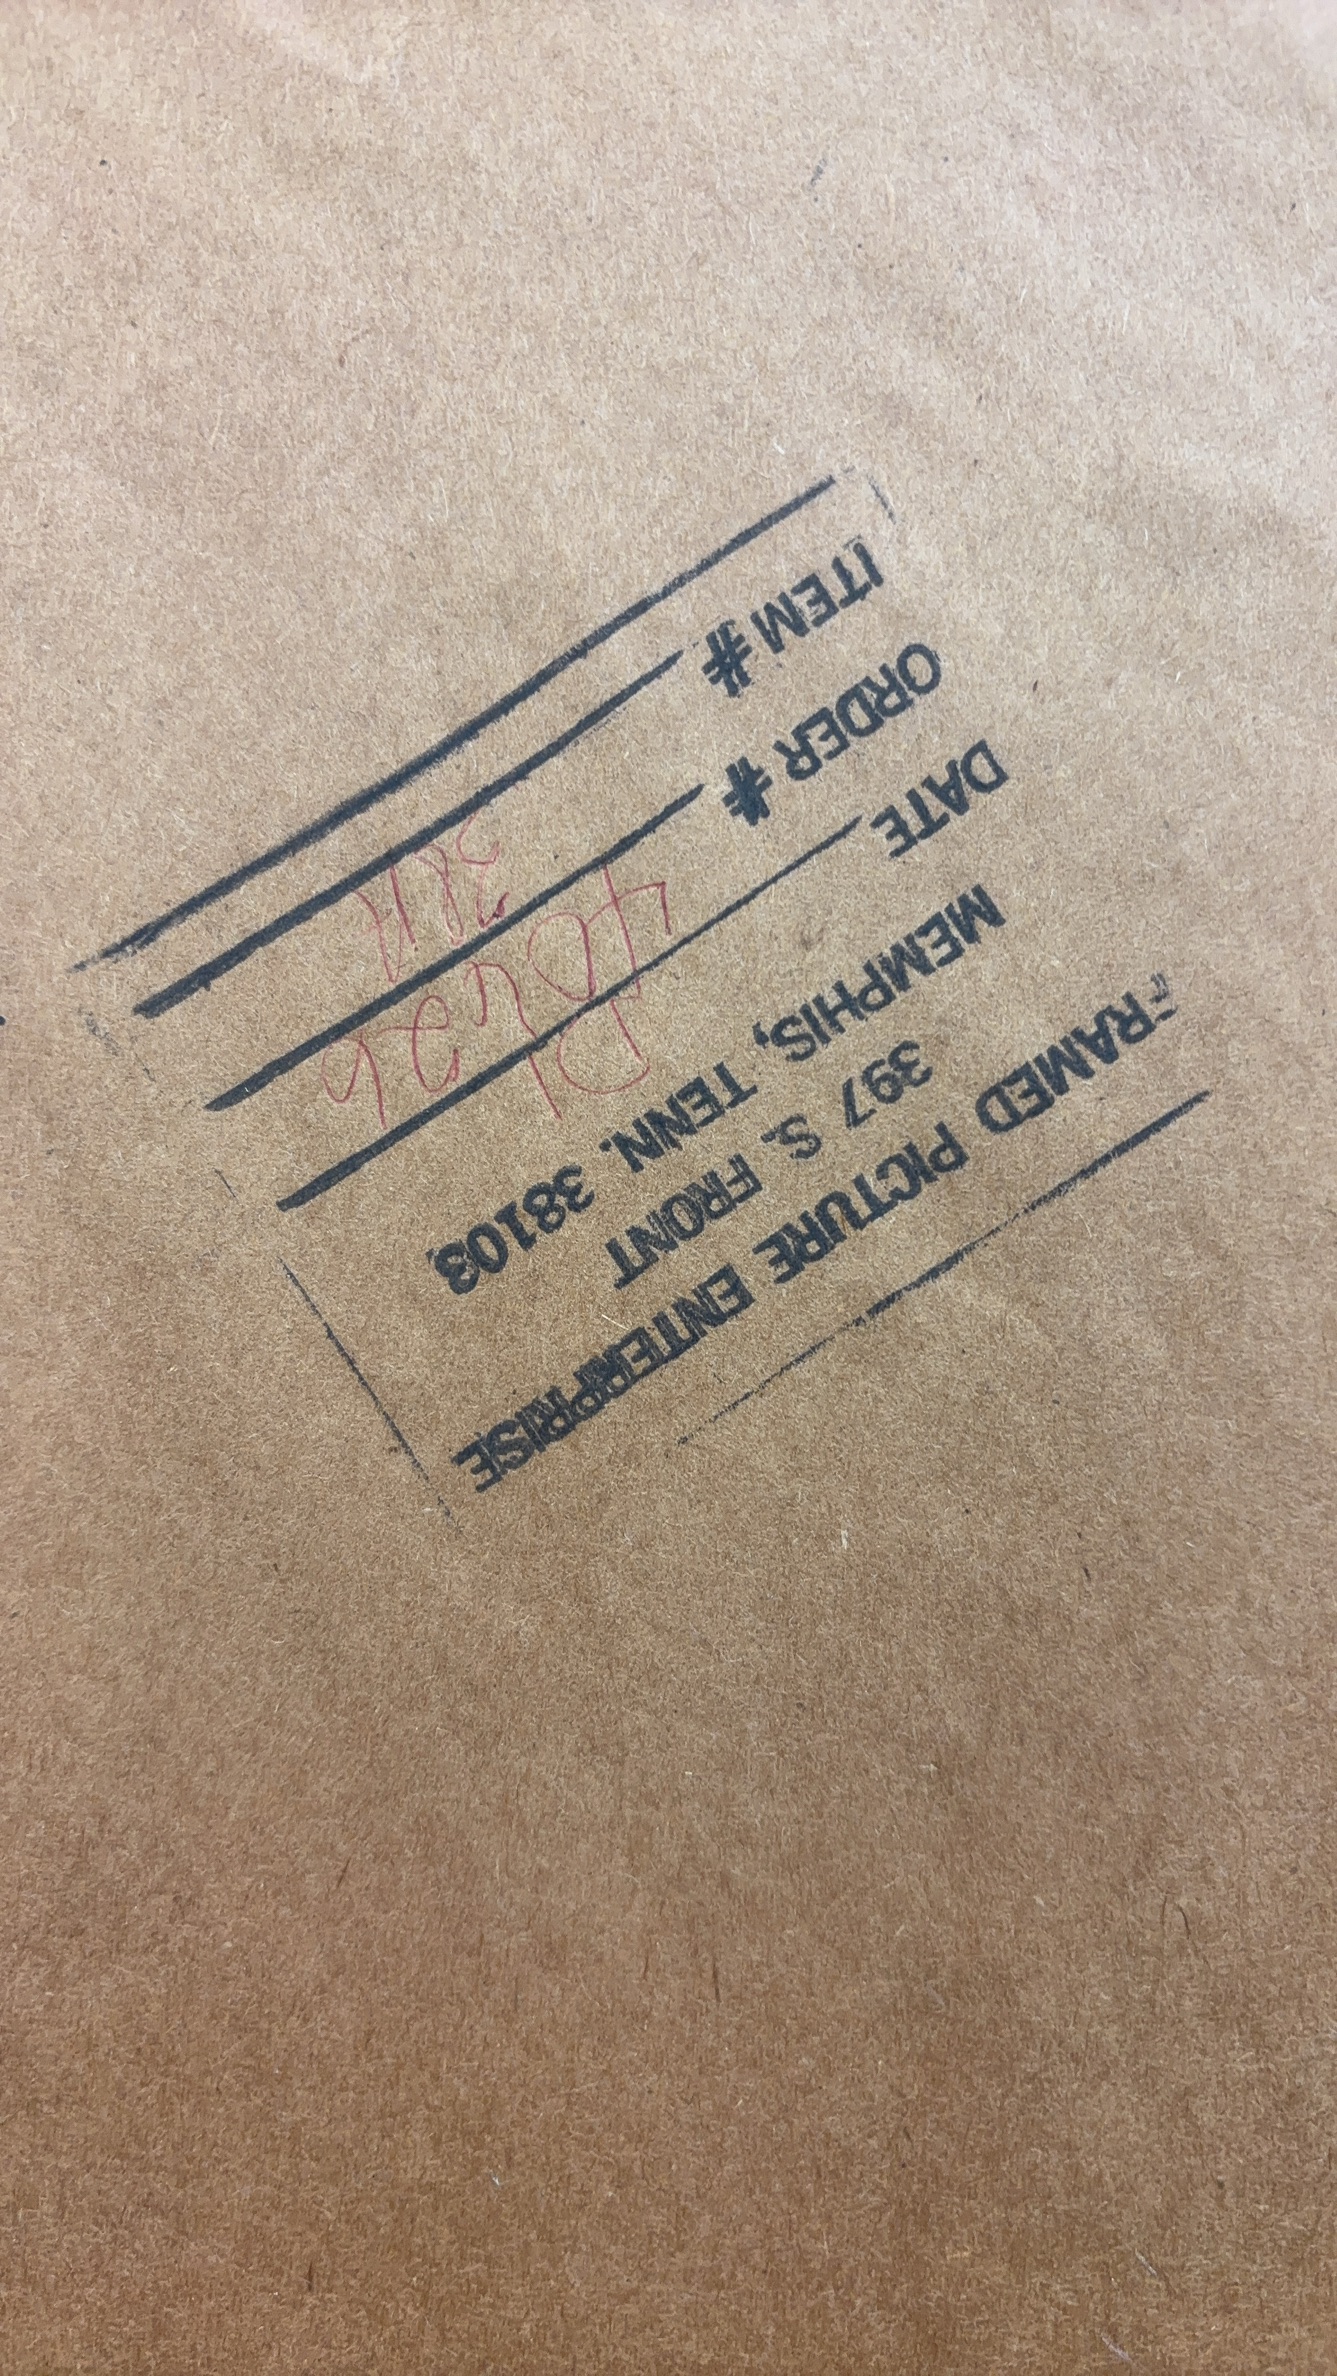 FRAMED PICTURE ENTERPRISE
397 S. FRONT
MEMPHIS, TENN. 38103
DATE
ORDER #
ITEM #